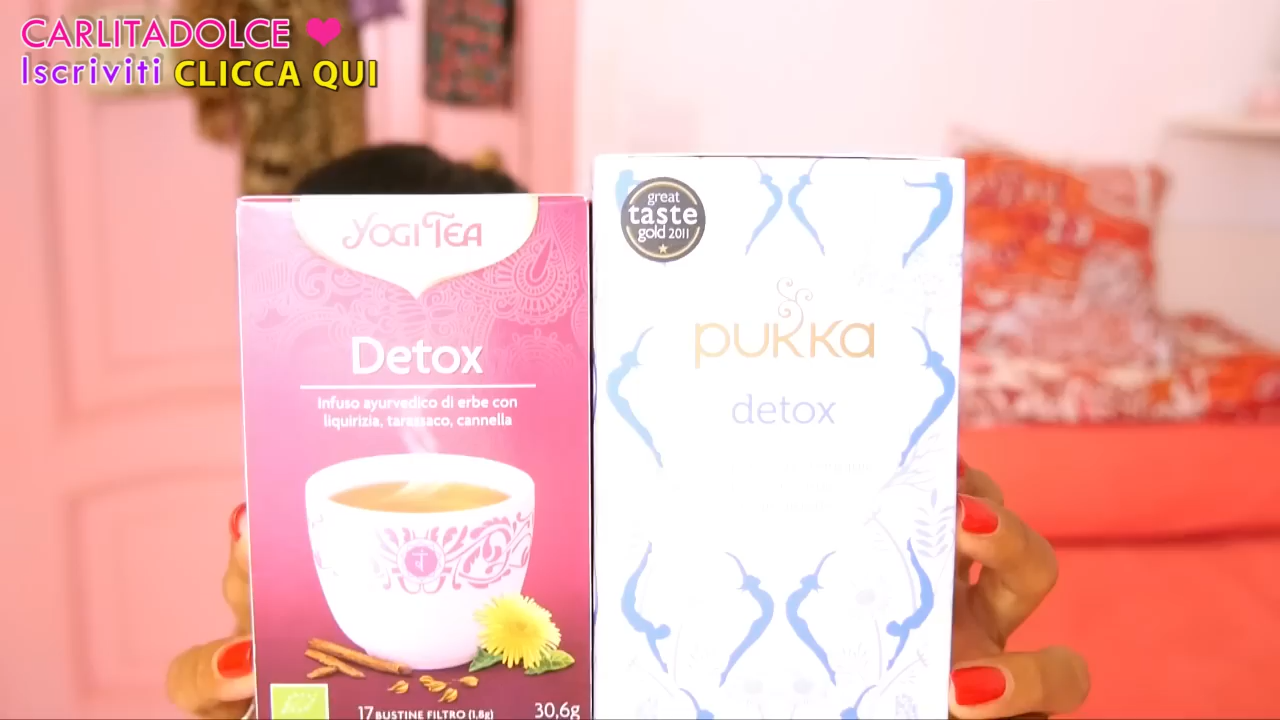 CARLITADOLCE ❤
Iscriviti CLICCA QUI
YOGI TEA
Detox
Infuso ayurvedico di erbe con
liquirizia, tarassaco, cannella
17 BUSTINE FILTRO (1,8g) 30,6g
great
taste
gold 2011
pukka
detox